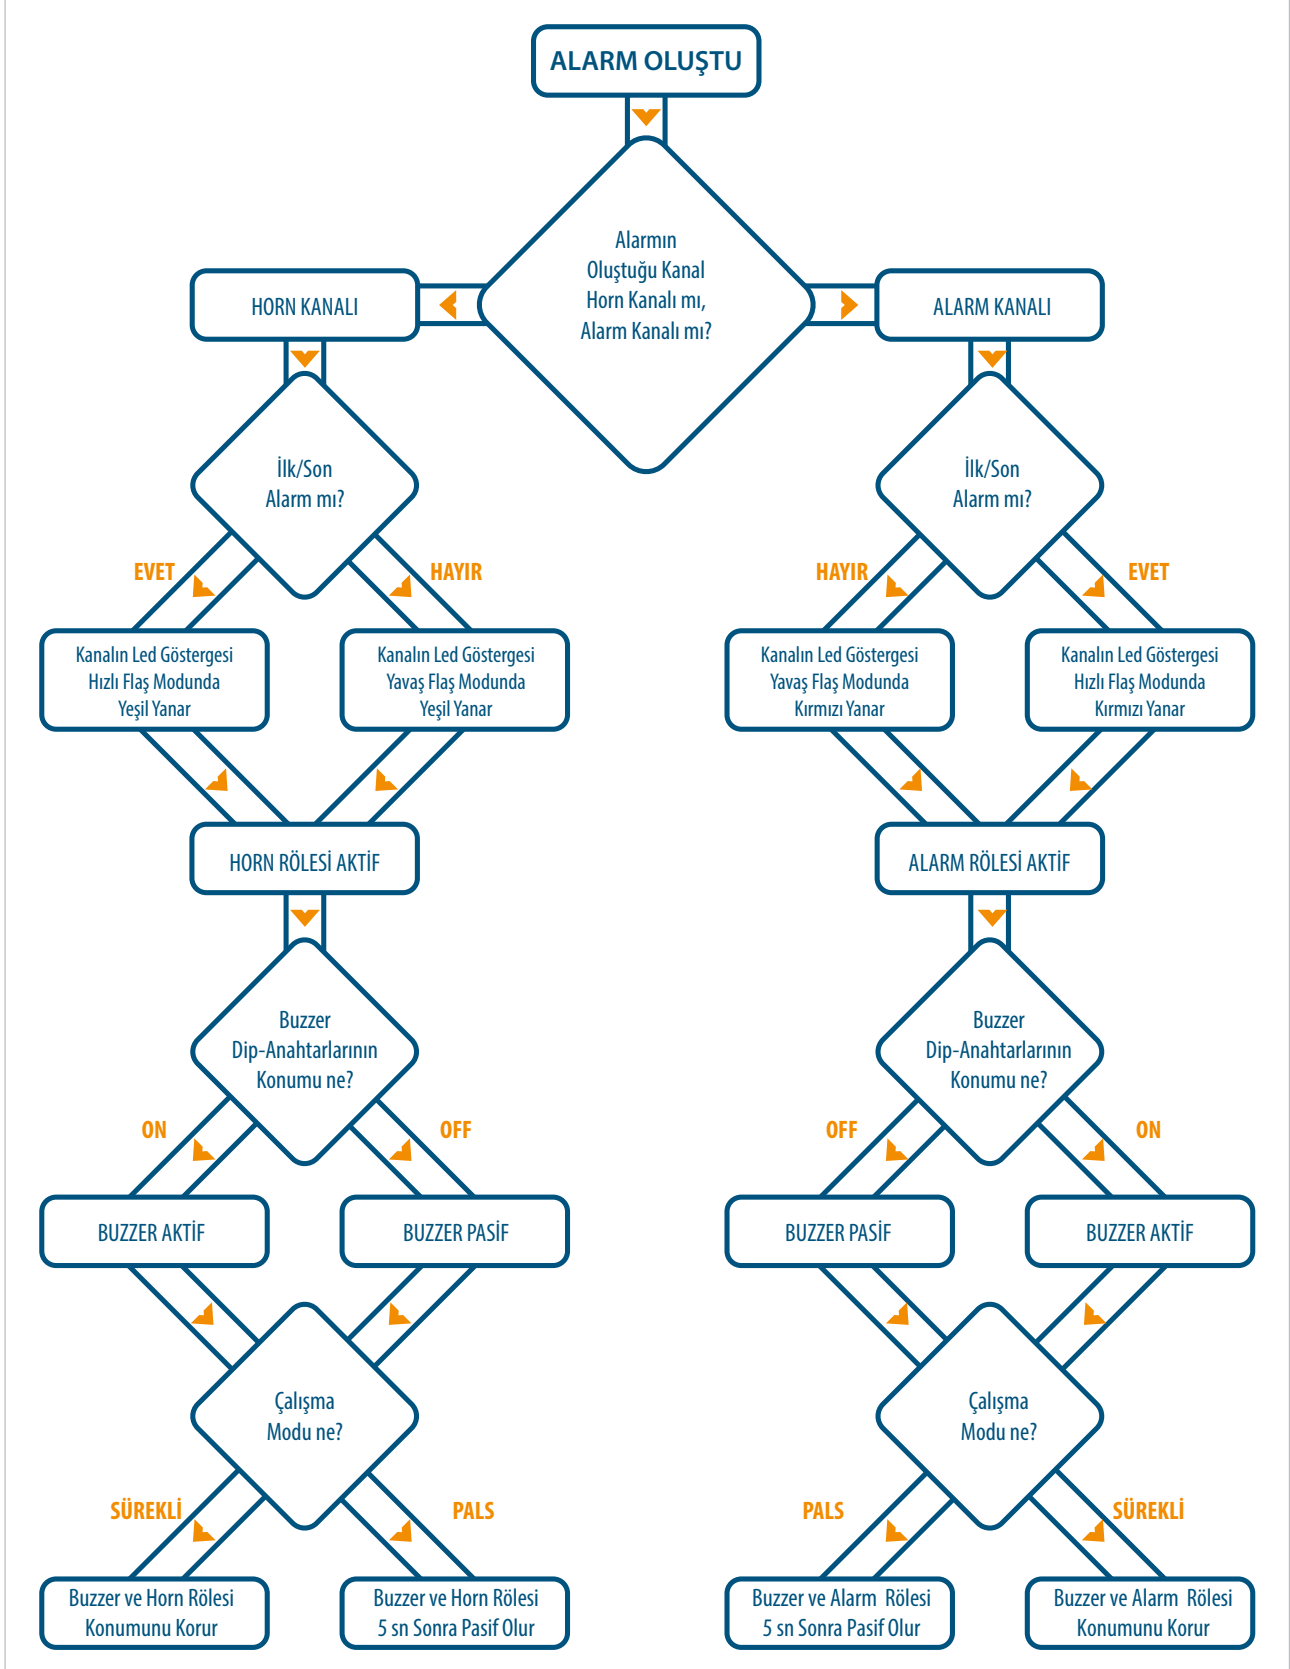 ALARM OLUŞTU
Alarmın
Oluştuğu Kanal
Horn Kanalı mı,
Alarm Kanalı mı?
HORN KANALI
ALARM KANALI
İlk/Son
Alarm mı?
İlk/Son
Alarm mı?
EVET
HAYIR
HAYIR
EVET
Kanalın Led Göstergesi
Hızlı Flaş Modunda
Yeşil Yanar
Kanalın Led Göstergesi
Yavaş Flaş Modunda
Yeşil Yanar
Kanalın Led Göstergesi
Yavaş Flaş Modunda
Kırmızı Yanar
Kanalın Led Göstergesi
Hızlı Flaş Modunda
Kırmızı Yanar
HORN RÖLESİ AKTİF
ALARM RÖLESİ AKTİF
Buzzer
Dip-Anahtarlarının
Konumu ne?
Buzzer
Dip-Anahtarlarının
Konumu ne?
ON
OFF
OFF
ON
BUZZER AKTİF
BUZZER PASİF
BUZZER PASİF
BUZZER AKTİF
Çalışma
Modu ne?
Çalışma
Modu ne?
SÜREKLİ
PALS
PALS
SÜREKLİ
Buzzer ve Horn Rölesi
Konumunu Korur
Buzzer ve Horn Rölesi
5 sn Sonra Pasif Olur
Buzzer ve Alarm Rölesi
5 sn Sonra Pasif Olur
Buzzer ve Alarm Rölesi
Konumunu Korur